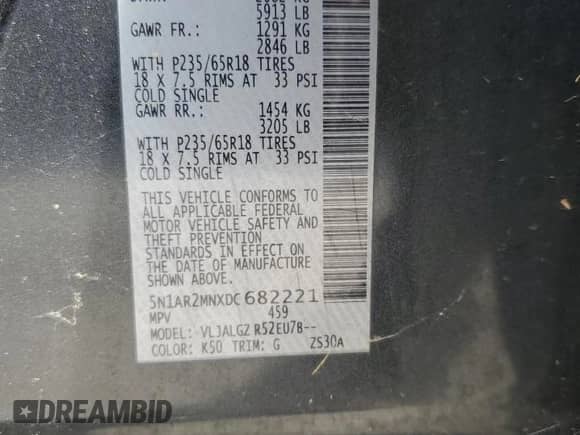 5913 LB
GAWR FR.: 1291 KG
2846 LB
WITH P235/65R18 TIRES
18 X 7.5 RIMS AT 33 PSI
COLD SINGLE
GAWR RR.: 1454 KG
3205 LB
WITH P235/65R18 TIRES
18 X 7.5 RIMS AT 33 PSI
COLD SINGLE
THIS VEHICLE CONFORMS TO
ALL APPLICABLE FEDERAL
MOTOR VEHICLE SAFETY AND
THEFT PREVENTION
STANDARDS IN EFFECT ON
THE DATE OF MANUFACTURE
SHOWN ABOVE.
5N1AR2MNXDC682221
MPV 459
MODEL: VLJALGZ R52EU7B--
COLOR: K50 TRIM: G ZS30A
DREAMBID